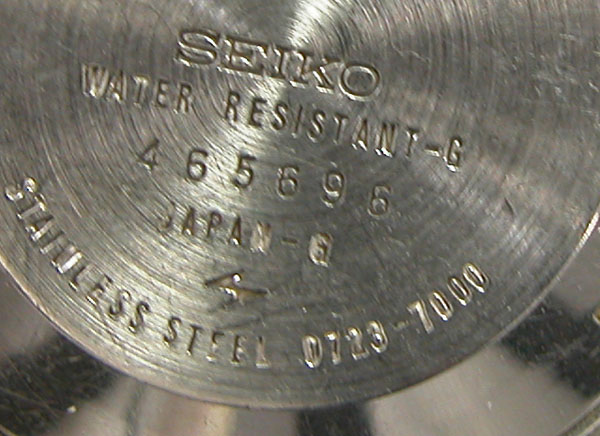 SEIKO
WATER RESISTANT-G
465696
JAPAN-G
STAINLESS STEEL 0723-7000